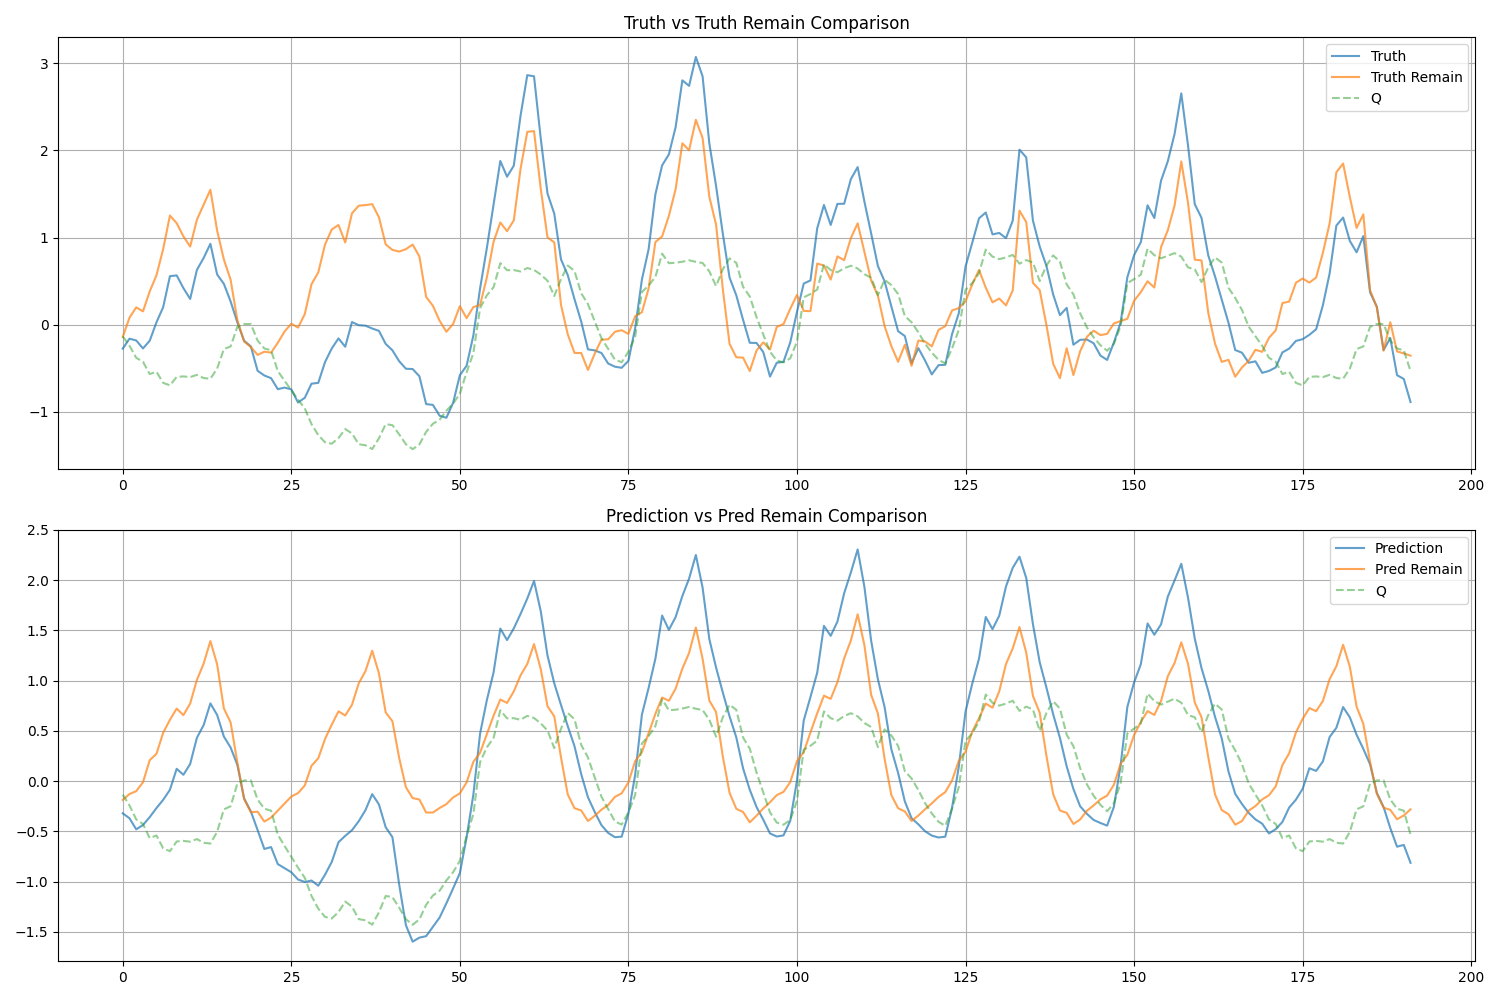 Truth vs Truth Remain Comparison
3
2
1
0
−1
0 25 50 75 100 125 150 175 200
Truth
Truth Remain
Q
Prediction vs Pred Remain Comparison
2.5
2.0
1.5
1.0
0.5
0.0
−0.5
−1.0
−1.5
0 25 50 75 100 125 150 175 200
Prediction
Pred Remain
Q